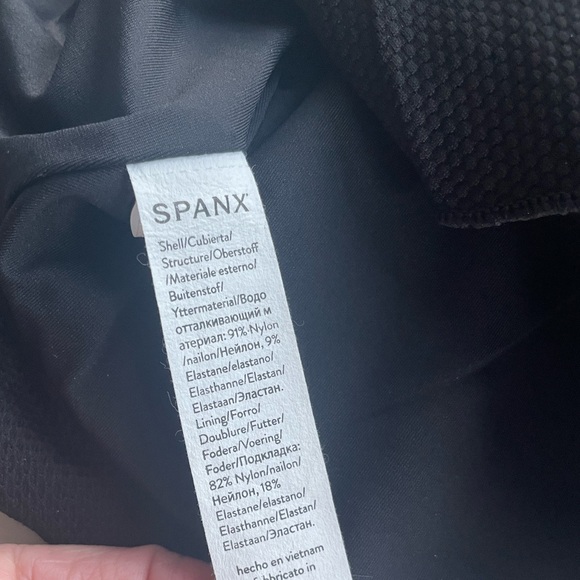 SPANX®
Shell/Cubierta/
Structure/Oberstoff
/Materiale esterno/
Buitenstof/
Yttermaterial/Водо
отталкивающий м
атериал: 91% Nylon
/nailon/Нейлон, 9%
Elastane/elastano/
Elasthanne/Elastan/
Elastaan/Эластан.
Lining/Forro/
Doublure/Futter/
Fodera/Voering/
Foder/Подкладка:
82% Nylon/nailon/
Нейлон, 18%
Elastane/elastano/
Elasthanne/Elastan/
Elastaan/Эластан.
hecho en vietnam
fabbricato in